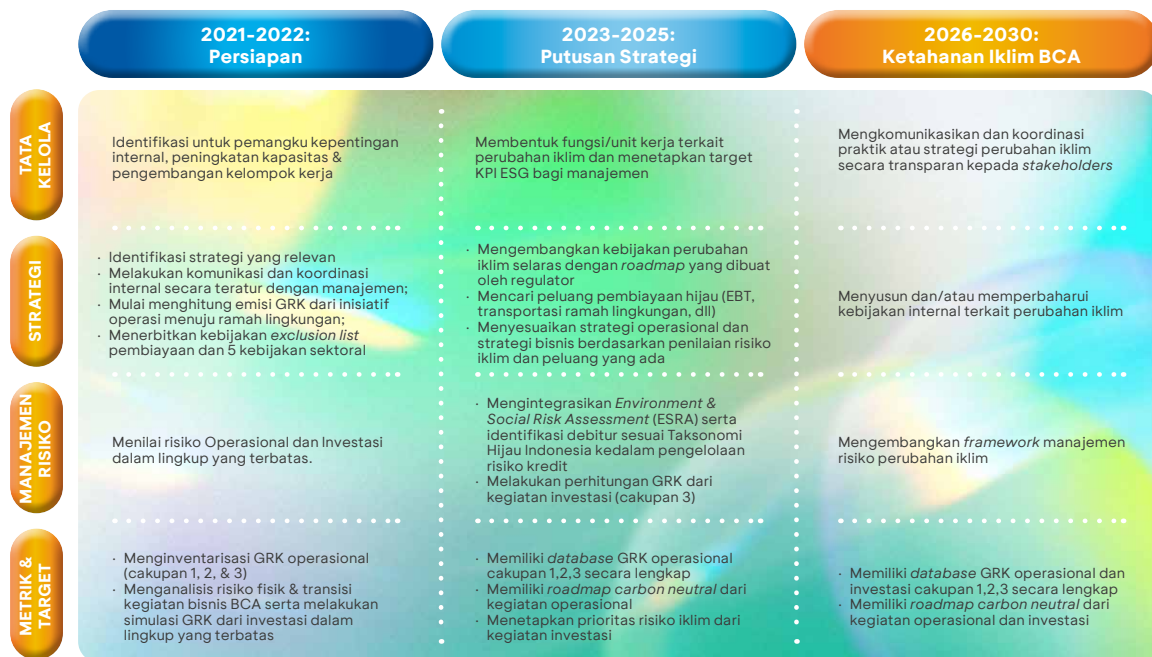 2021-2022:
Persiapan
2023-2025:
Putusan Strategi
2026-2030:
Ketahanan Iklim BCA
TATA
KELOLA
Identifikasi untuk pemangku kepentingan
internal, peningkatan kapasitas &
pengembangan kelompok kerja
Membentuk fungsi/unit kerja terkait
perubahan iklim dan menetapkan target
KPI ESG bagi manajemen
Mengkomunikasikan dan koordinasi
praktik atau strategi perubahan iklim
secara transparan kepada stakeholders
STRATEGI
· Identifikasi strategi yang relevan
· Melakukan komunikasi dan koordinasi
internal secara teratur dengan manajemen;
· Mulai menghitung emisi GRK dari inisiatif
operasi menuju ramah lingkungan;
· Menerbitkan kebijakan exclusion list
pembiayaan dan 5 kebijakan sektoral
· Mengembangkan kebijakan perubahan
iklim selaras dengan roadmap yang dibuat
oleh regulator
· Mencari peluang pembiayaan hijau (EBT,
transportasi ramah lingkungan, dll)
· Menyesuaikan strategi operasional dan
strategi bisnis berdasarkan penilaian risiko
iklim dan peluang yang ada
Menyusun dan/atau memperbaharui
kebijakan internal terkait perubahan iklim
MANAJEMEN
RISIKO
Menilai risiko Operasional dan Investasi
dalam lingkup yang terbatas.
· Mengintegrasikan Environment &
Social Risk Assessment (ESRA) serta
identifikasi debitur sesuai Taksonomi
Hijau Indonesia kedalam pengelolaan
risiko kredit
· Melakukan perhitungan GRK dari
kegiatan investasi (cakupan 3)
Mengembangkan framework manajemen
risiko perubahan iklim
METRIK &
TARGET
· Menginventarisasi GRK operasional
(cakupan 1, 2, & 3)
· Menganalisis risiko fisik & transisi
kegiatan bisnis BCA serta melakukan
simulasi GRK dari investasi dalam
lingkup yang terbatas
· Memiliki database GRK operasional
cakupan 1,2,3 secara lengkap
· Memiliki roadmap carbon neutral dari
kegiatan operasional
· Menetapkan prioritas risiko iklim dari
kegiatan investasi
· Memiliki database GRK operasional dan
investasi cakupan 1,2,3 secara lengkap
· Memiliki roadmap carbon neutral dari
kegiatan operasional dan investasi